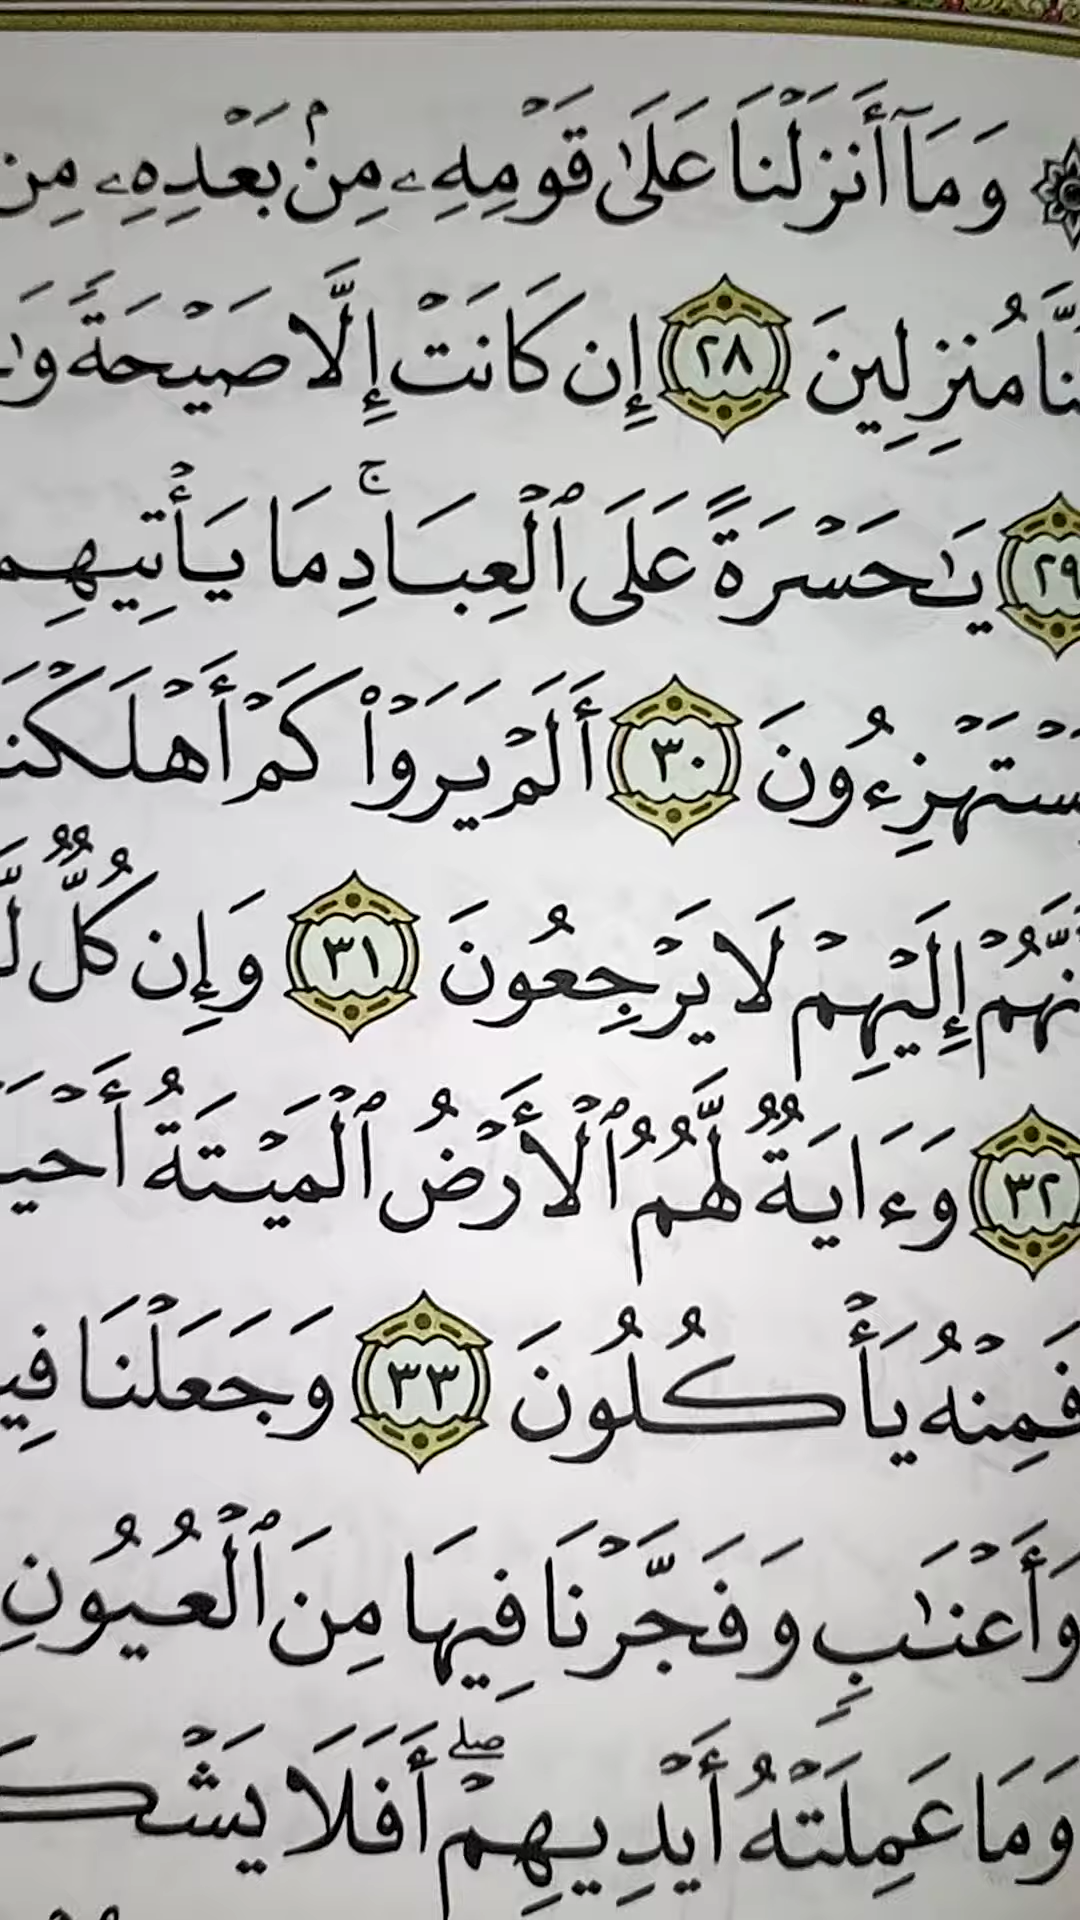 ۞ وَمَآ أَنزَلۡنَا عَلَىٰ قَوۡمِهِۦ مِنۢ بَعۡدِهِۦ مِن
مُنزِلِينَ ٢٨ إِن كَانَتۡ إِلَّا صَيۡحَةٗ
٢٩ يَٰحَسۡرَةً عَلَى ٱلۡعِبَادِۚ مَا يَأۡتِيهِم
يَسۡتَهۡزِءُونَ ٣٠ أَلَمۡ يَرَوۡاْ كَمۡ أَهۡلَكۡنَا
أَنَّهُمۡ إِلَيۡهِمۡ لَا يَرۡجِعُونَ ٣١ وَإِن كُلّٞ
٣٢ وَءَايَةٞ لَّهُمُ ٱلۡأَرۡضُ ٱلۡمَيۡتَةُ
فَمِنۡهُ يَأۡكُلُونَ ٣٣ وَجَعَلۡنَا
وَأَعۡنَٰبٖ وَفَجَّرۡنَا فِيهَا مِنَ ٱلۡعُيُونِ
وَمَا عَمِلَتۡهُ أَيۡدِيهِمۡۖ أَفَلَا